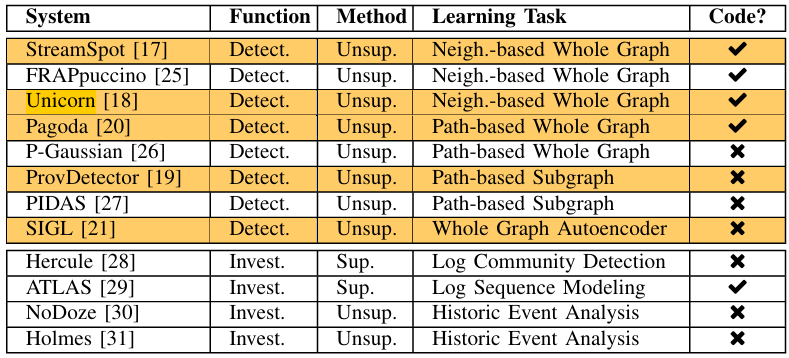 System Function Method Learning Task Code?
StreamSpot [17] Detect. Unsup. Neigh.-based Whole Graph ✔
FRAPpuccino [25] Detect. Unsup. Neigh.-based Whole Graph ✔
Unicorn [18] Detect. Unsup. Neigh.-based Whole Graph ✔
Pagoda [20] Detect. Unsup. Path-based Whole Graph ✔
P-Gaussian [26] Detect. Unsup. Path-based Whole Graph ✖
ProvDetector [19] Detect. Unsup. Path-based Subgraph ✖
PIDAS [27] Detect. Unsup. Path-based Subgraph ✖
SIGL [21] Detect. Unsup. Whole Graph Autoencoder ✖
Hercule [28] Invest. Sup. Log Community Detection ✖
ATLAS [29] Invest. Sup. Log Sequence Modeling ✔
NoDoze [30] Invest. Unsup. Historic Event Analysis ✖
Holmes [31] Invest. Unsup. Historic Event Analysis ✖